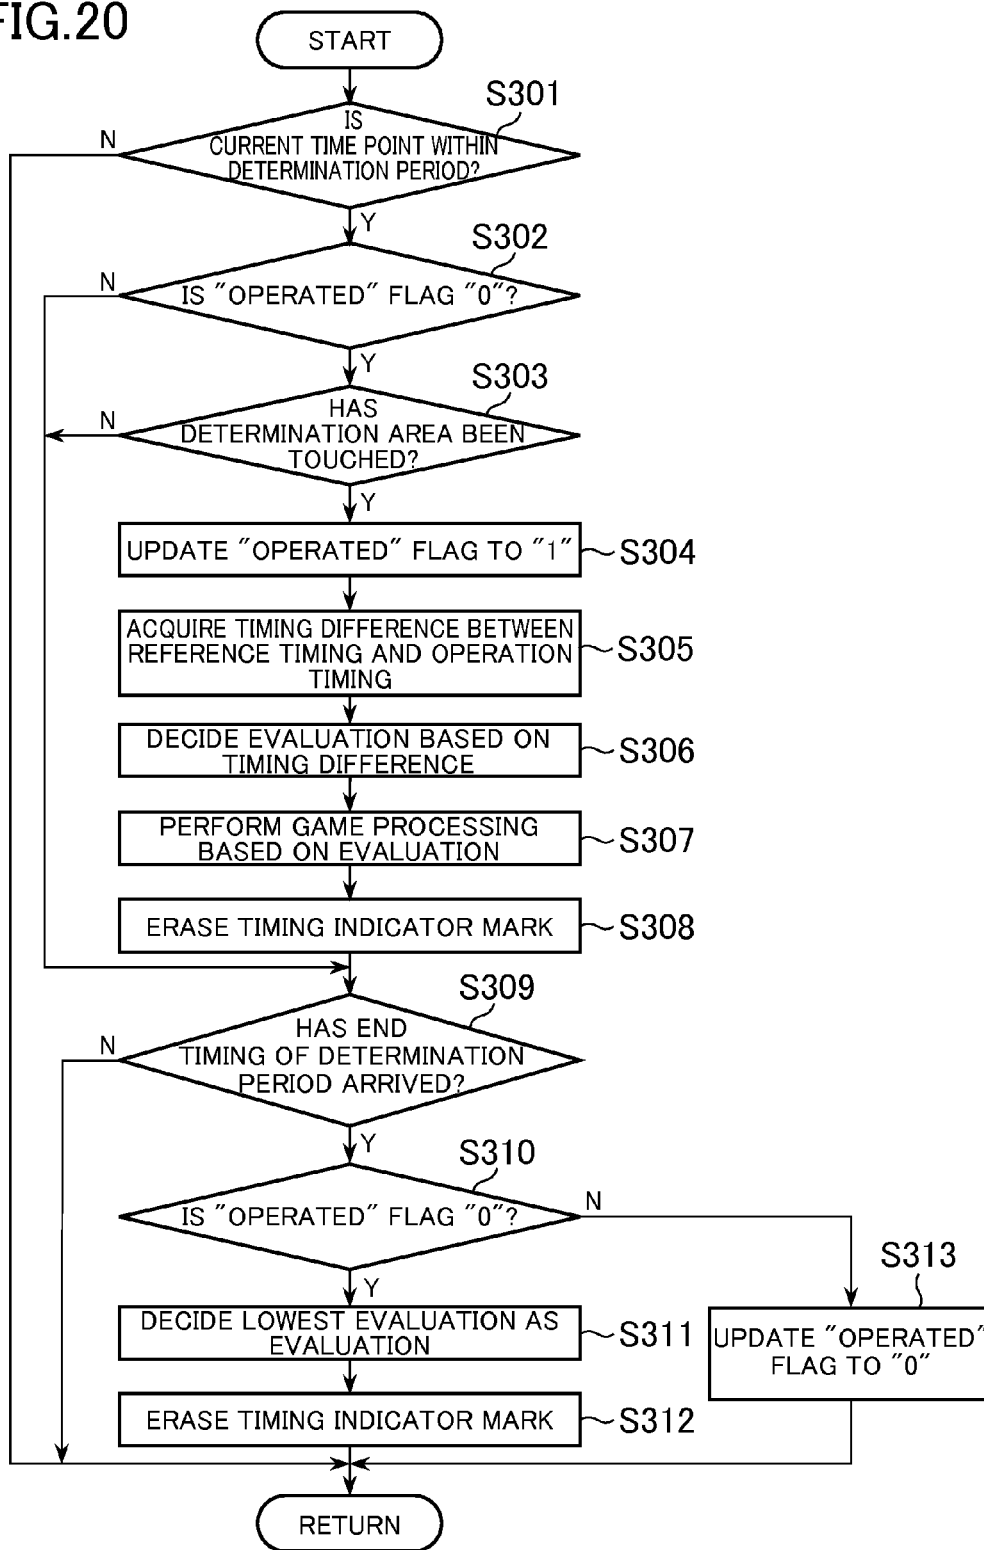 FIG.20
START
S301
IS
CURRENT TIME POINT WITHIN
DETERMINATION PERIOD?
N
Y
S302
IS "OPERATED" FLAG "0"?
N
Y
S303
HAS
DETERMINATION AREA BEEN
TOUCHED?
N
Y
UPDATE "OPERATED" FLAG TO "1"
S304
ACQUIRE TIMING DIFFERENCE BETWEEN
REFERENCE TIMING AND OPERATION
TIMING
S305
DECIDE EVALUATION BASED ON
TIMING DIFFERENCE
S306
PERFORM GAME PROCESSING
BASED ON EVALUATION
S307
ERASE TIMING INDICATOR MARK
S308
S309
HAS END
TIMING OF DETERMINATION
PERIOD ARRIVED?
N
Y
S310
IS "OPERATED" FLAG "0"?
N
Y
S313
UPDATE "OPERATED"
FLAG TO "0"
DECIDE LOWEST EVALUATION AS
EVALUATION
S311
ERASE TIMING INDICATOR MARK
S312
RETURN